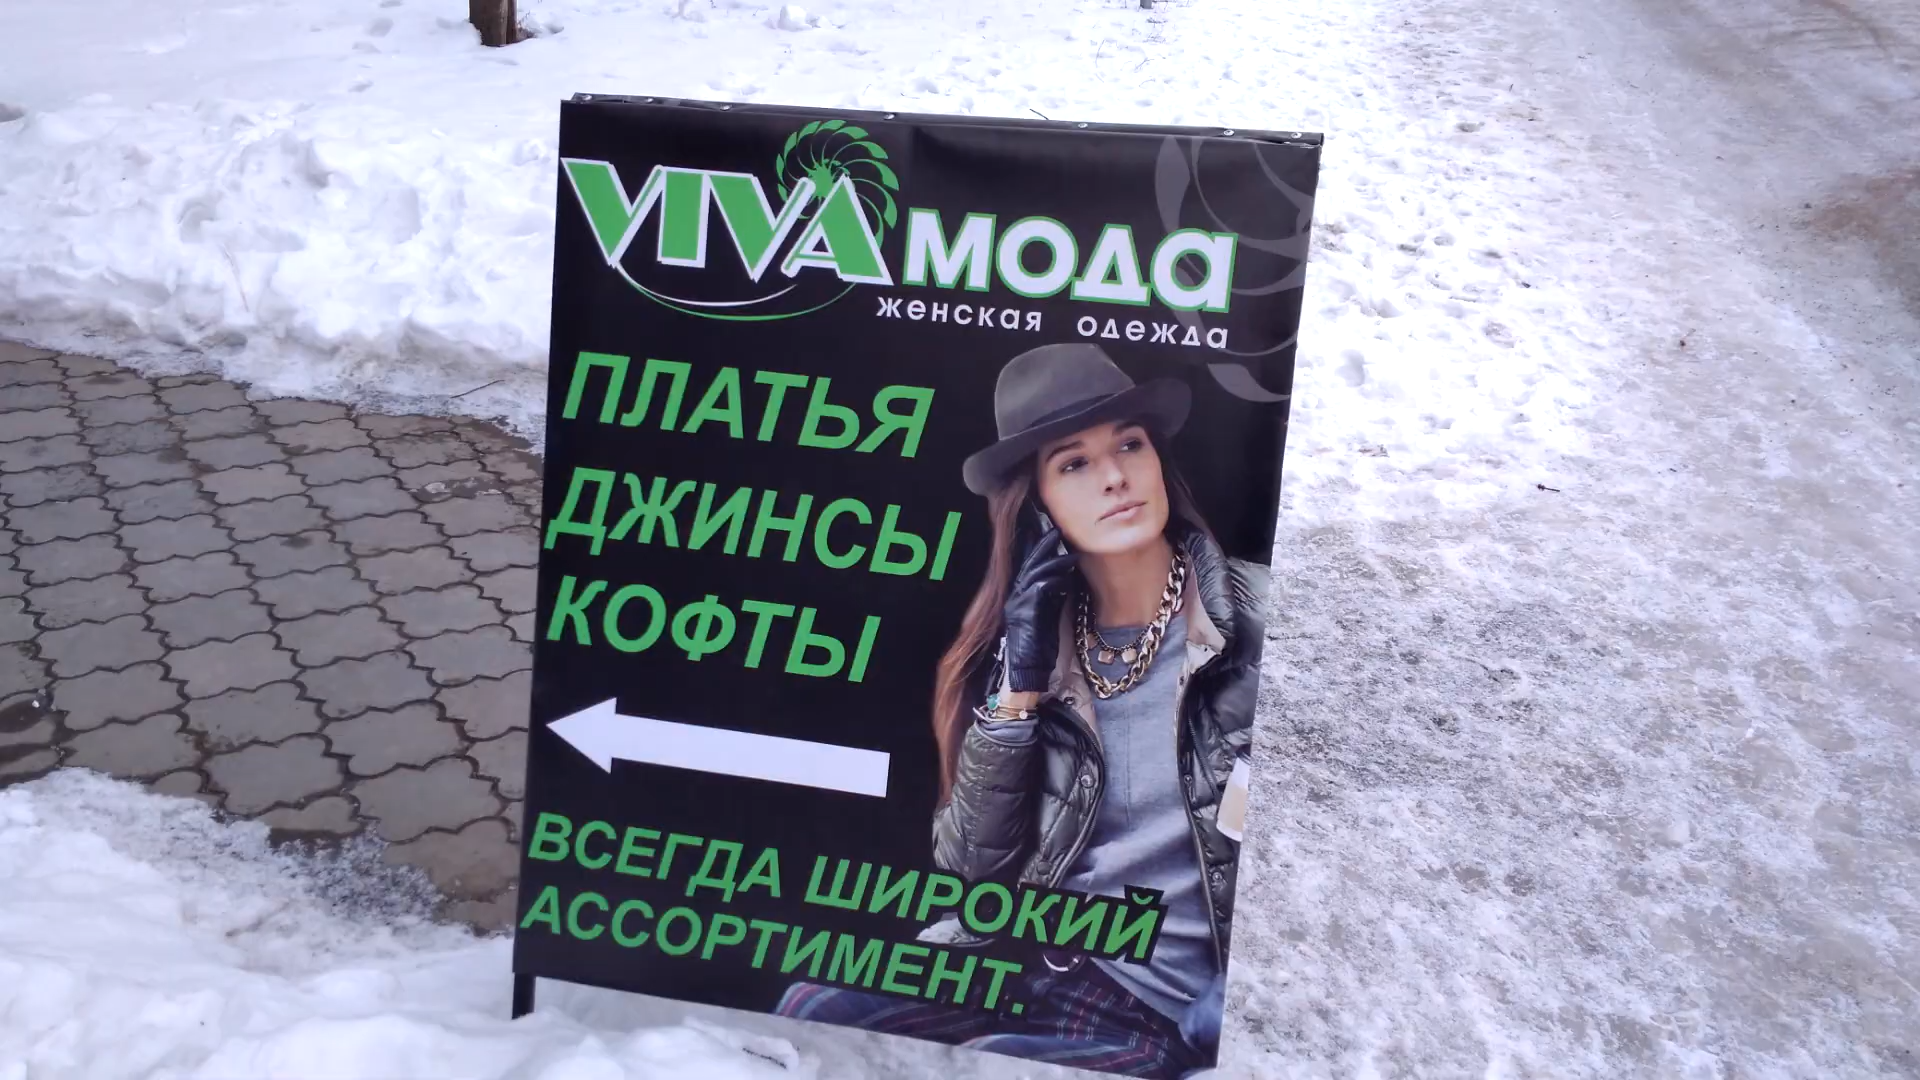 VIVA мода
женская одежда
ПЛАТЬЯ
ДЖИНСЫ
КОФТЫ
ВСЕГДА ШИРОКИЙ
АССОРТИМЕНТ.